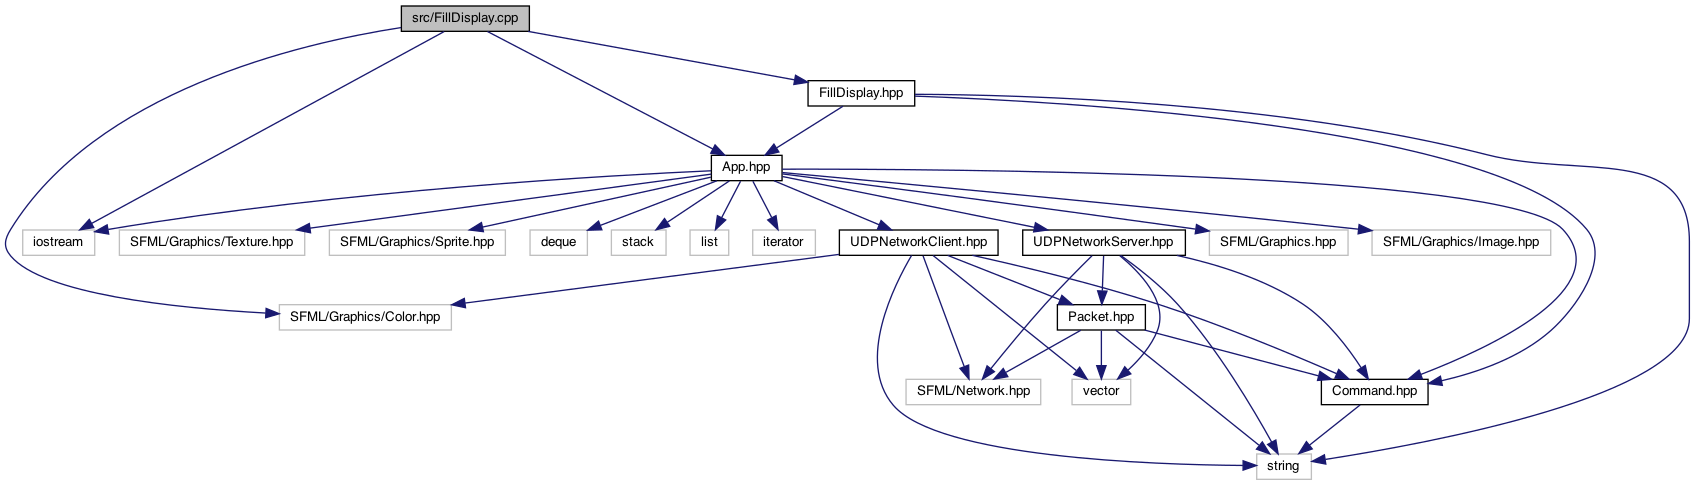 src/FillDisplay.cpp
FillDisplay.hpp
App.hpp
iostream
SFML/Graphics/Texture.hpp
SFML/Graphics/Sprite.hpp
deque
stack
list
iterator
UDPNetworkClient.hpp
UDPNetworkServer.hpp
SFML/Graphics.hpp
SFML/Graphics/Image.hpp
SFML/Graphics/Color.hpp
Packet.hpp
SFML/Network.hpp
vector
Command.hpp
string